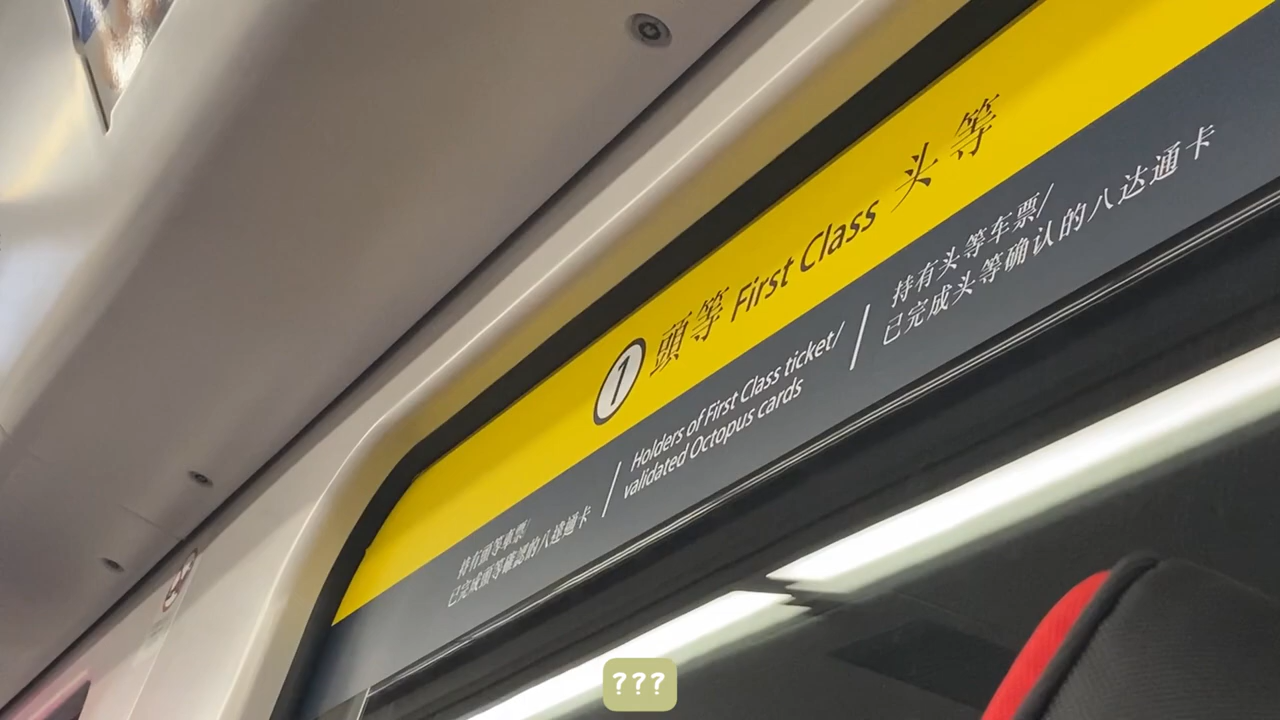 1 頭等 First Class 头等
持有頭等車票/
已完成頭等確認的八達通卡
Holders of First Class ticket/
validated Octopus cards
持有头等车票/
已完成头等确认的八达通卡
???